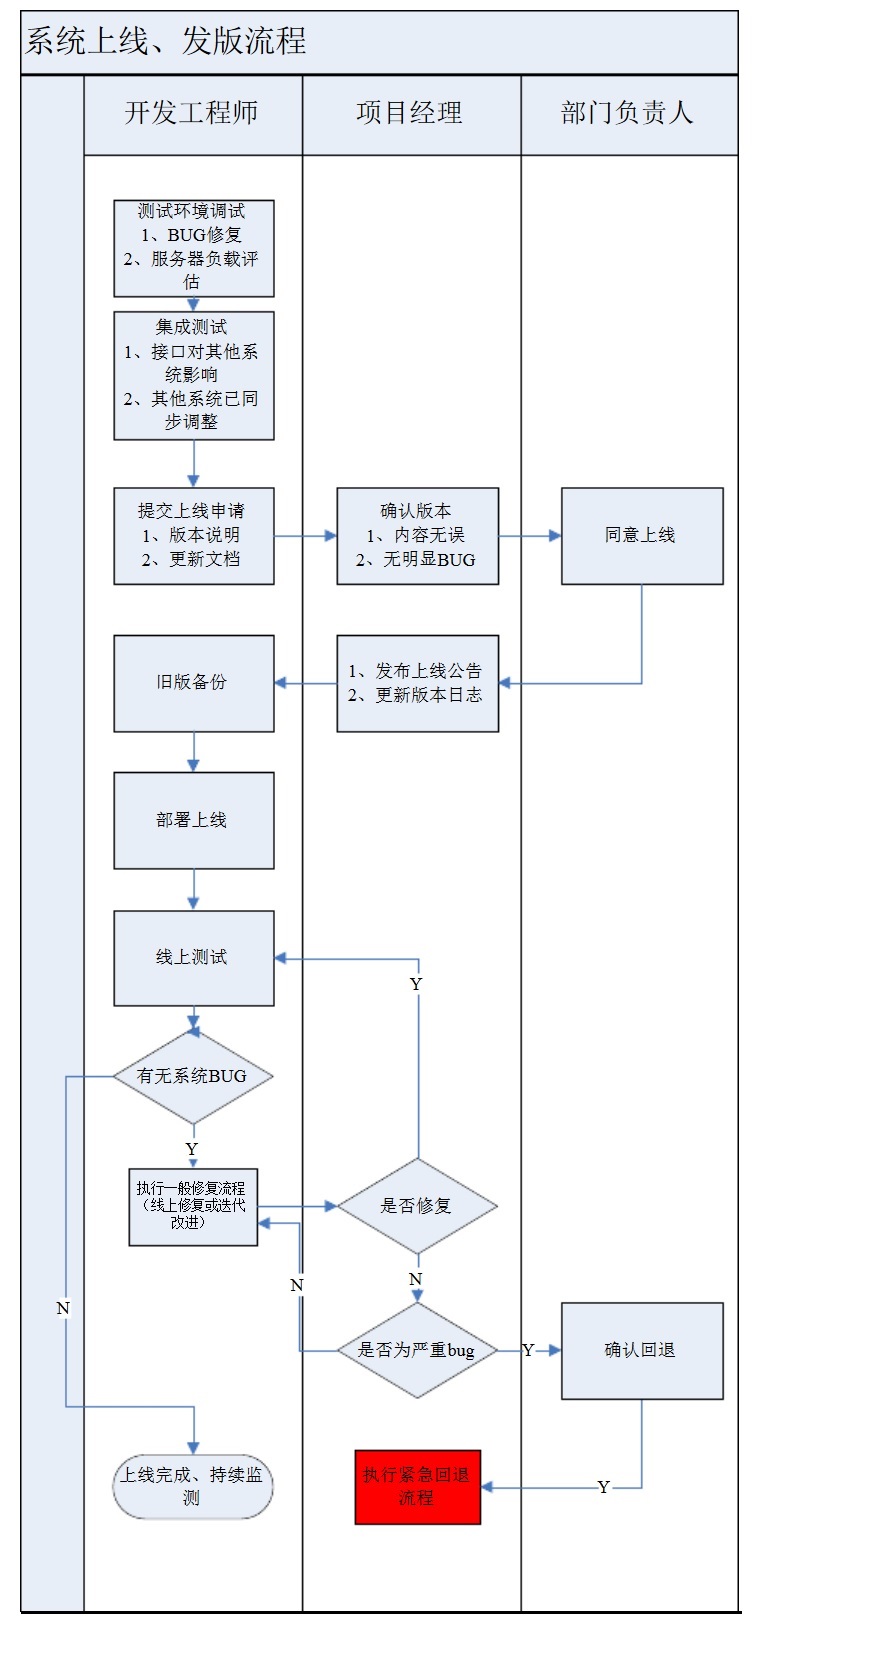 系统上线、发版流程
开发工程师
项目经理
部门负责人
测试环境调试
1、BUG修复
2、服务器负载评
估
集成测试
1、接口对其他系
统影响
2、其他系统已同
步调整
提交上线申请
1、版本说明
2、更新文档
确认版本
1、内容无误
2、无明显BUG
同意上线
旧版备份
1、发布上线公告
2、更新版本日志
部署上线
线上测试
Y
有无系统BUG
Y
执行一般修复流程
（线上修复或迭代
改进）
是否修复
N
N
N
是否为严重bug
Y
确认回退
上线完成、持续监
测
执行紧急回退
流程
Y